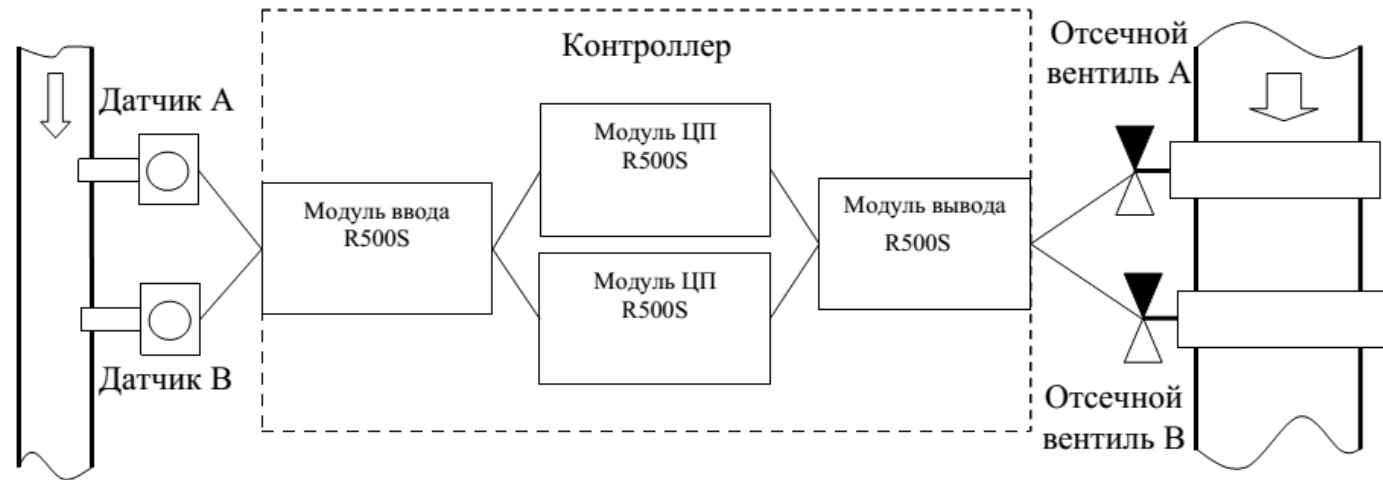 Контроллер
Отсечной
вентиль А
Датчик А
Модуль ЦП
R500S
Модуль ввода
R500S
Модуль вывода
R500S
Модуль ЦП
R500S
Датчик В
Отсечной
вентиль В